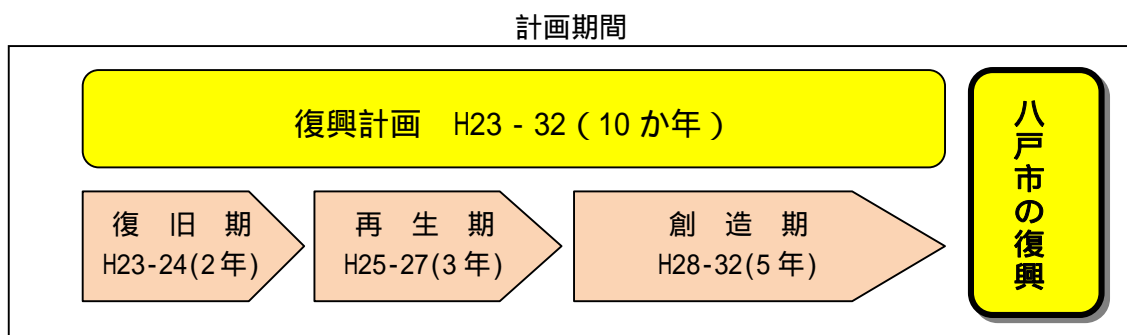 計画期間
復興計画　H23‐32（10か年）
復　旧　期
H23-24(2年)
再　生　期
H25-27(3年)
創　造　期
H28-32(5年)
八戸市の復興